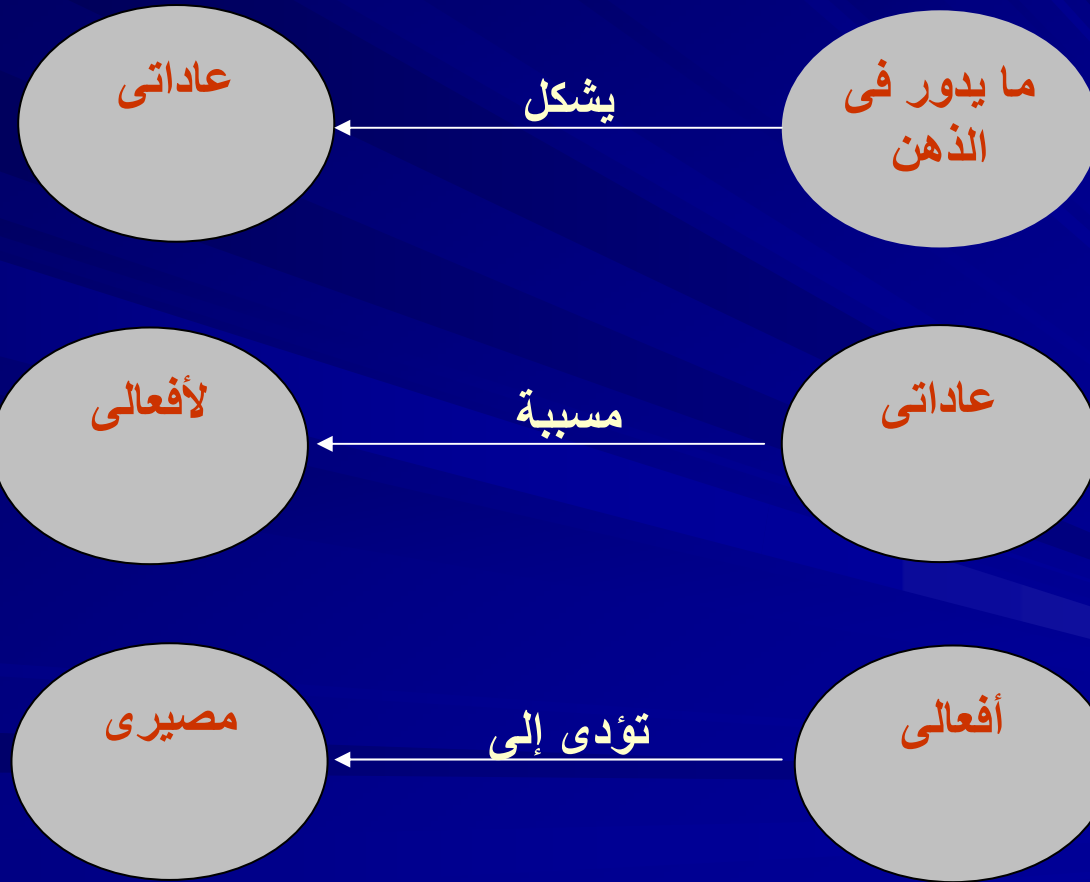 ما يدور فى
الذهن
يشكل
عاداتى
عاداتى
مسببة
لأفعالى
أفعالى
تؤدى إلى
مصيرى